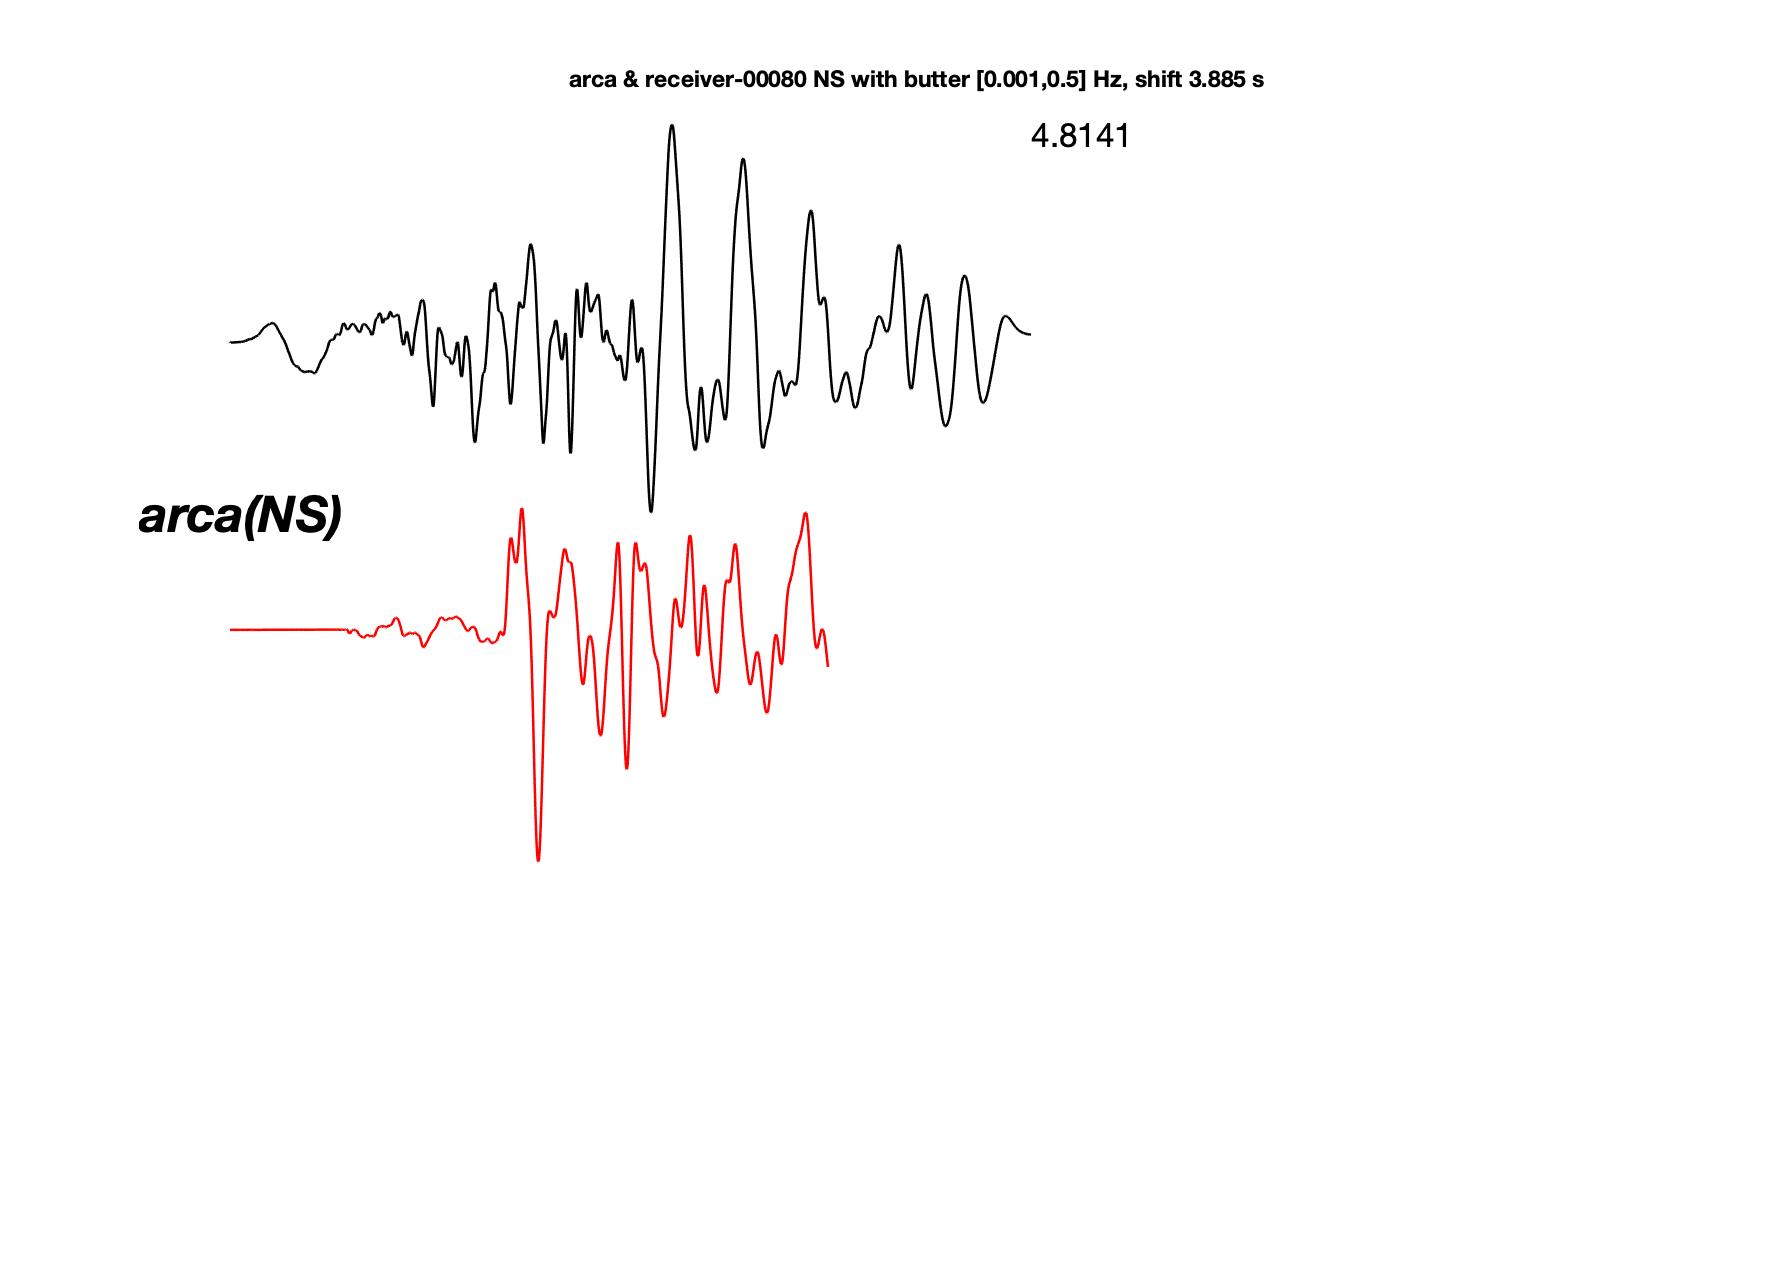 arca & receiver-00080 NS with butter [0.001,0.5] Hz, shift 3.885 s
4.8141
arca(NS)